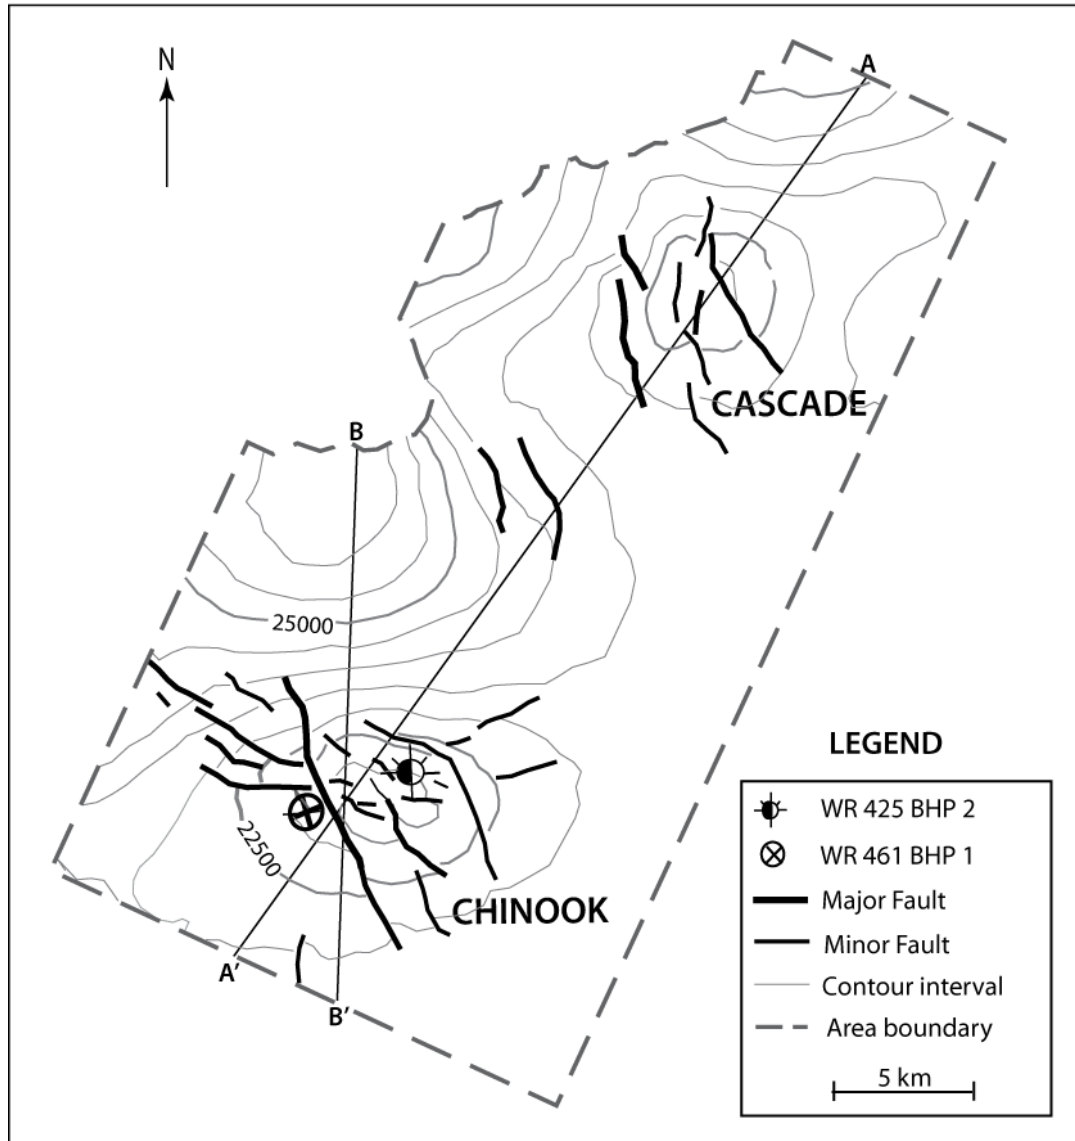 N
A
CASCADE
B
25000
22500
CHINOOK
A'
B'
LEGEND
WR 425 BHP 2
WR 461 BHP 1
Major Fault
Minor Fault
Contour interval
Area boundary
5 km